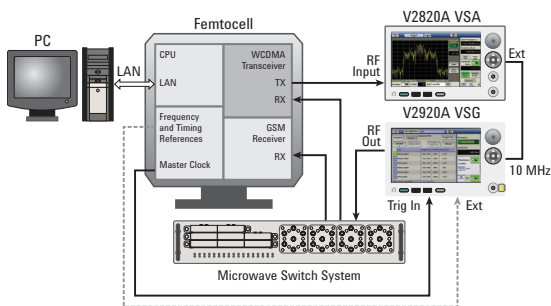 Femtocell
V2820A VSA
PC
CPU
WCDMA
Transceiver
RF
Input
Ext
LAN
LAN
TX
RX
V2920A VSG
Frequency
and Timing
References
GSM
Receiver
RF
Out
RX
Master Clock
10 MHz
Trig In
Ext
Microwave Switch System